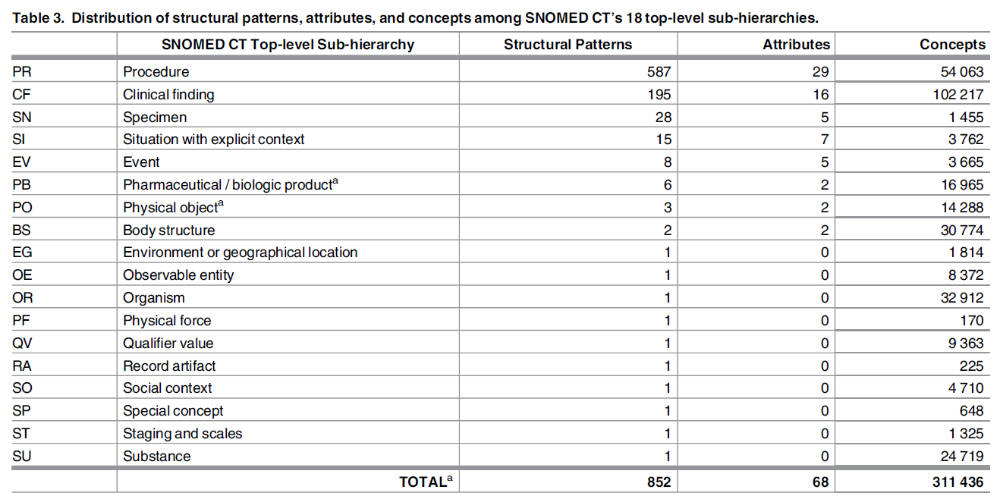 Table 3. Distribution of structural patterns, attributes, and concepts among SNOMED CT's 18 top-level sub-hierarchies.
SNOMED CT Top-level Sub-hierarchy Structural Patterns Attributes Concepts
PR Procedure 587 29 54 063
CF Clinical finding 195 16 102 217
SN Specimen 28 5 1 455
SI Situation with explicit context 15 7 3 762
EV Event 8 5 3 665
PB Pharmaceutical / biologic productᵃ 6 2 16 965
PO Physical objectᵃ 3 2 14 288
BS Body structure 2 2 30 774
EG Environment or geographical location 1 0 1 814
OE Observable entity 1 0 8 372
OR Organism 1 0 32 912
PF Physical force 1 0 170
QV Qualifier value 1 0 9 363
RA Record artifact 1 0 225
SO Social context 1 0 4 710
SP Special concept 1 0 648
ST Staging and scales 1 0 1 325
SU Substance 1 0 24 719
TOTALᵃ 852 68 311 436